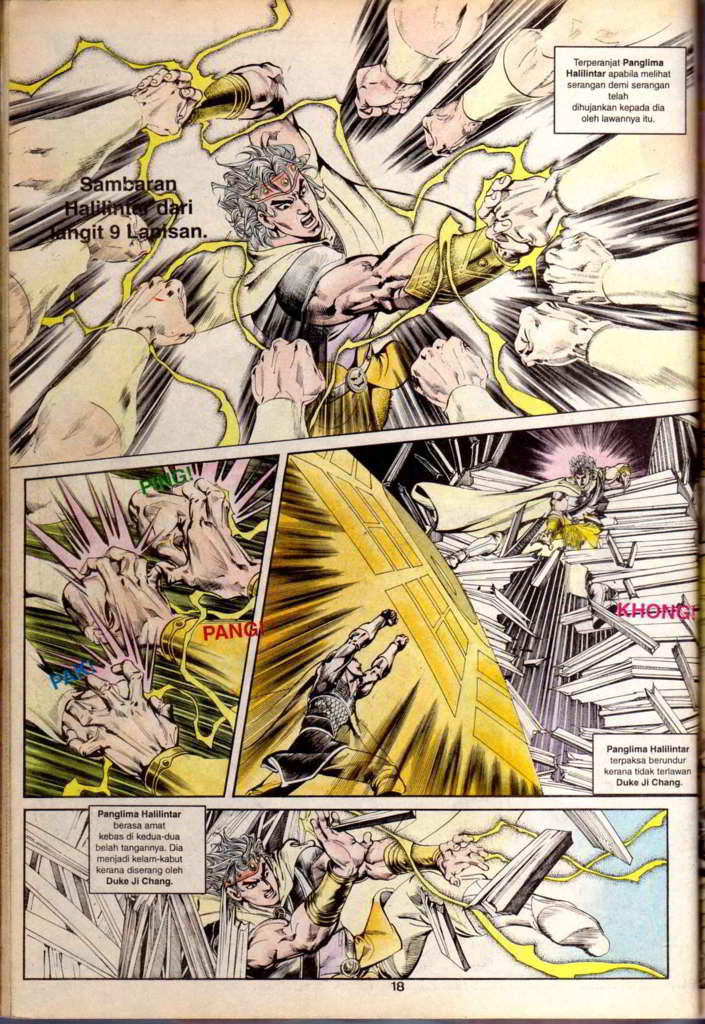 Terperanjat Panglima
Halilintar apabila melihat
serangan demi serangan
telah
dihujankan kepada dia
oleh lawannya itu.
Sambaran
Halilintar dari
langit 9 Lapisan.
PING!
PANG!
PAK!
KHONG!
Panglima Halilintar
terpaksa berundur
kerana tidak terlawan
Duke Ji Chang.
Panglima Halilintar
berasa amat
kebas di kedua-dua
belah tangannya. Dia
menjadi kelam-kabut
kerana diserang oleh
Duke Ji Chang.
18